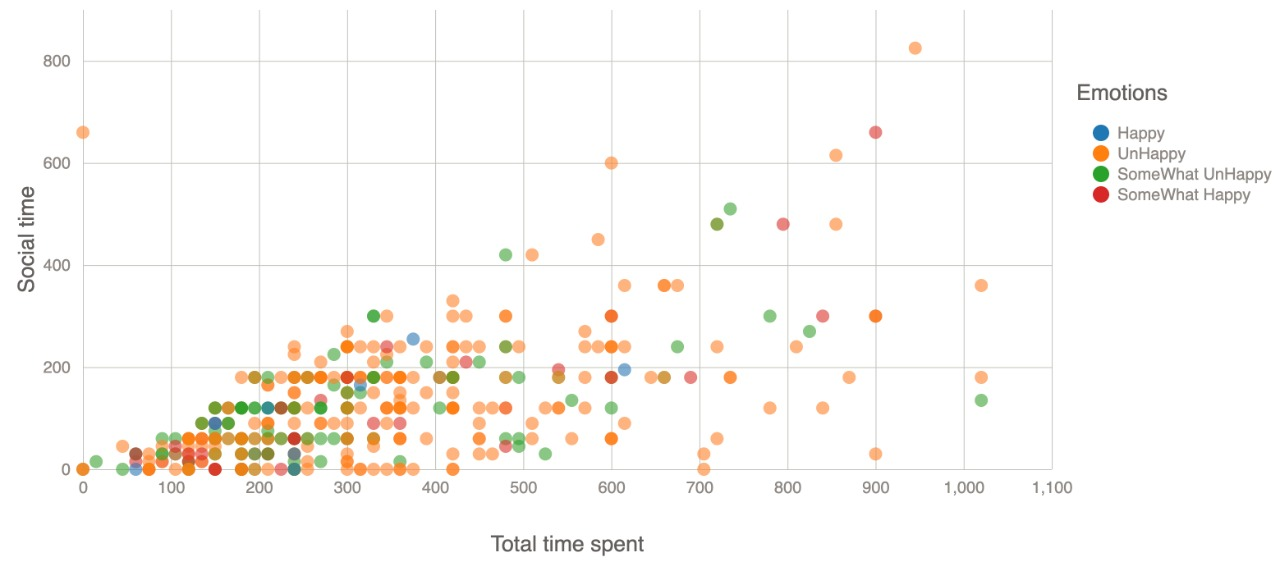 800
600
400
200
0
Social time
0 100 200 300 400 500 600 700 800 900 1,000 1,100
Total time spent
Emotions
Happy
UnHappy
SomeWhat UnHappy
SomeWhat Happy